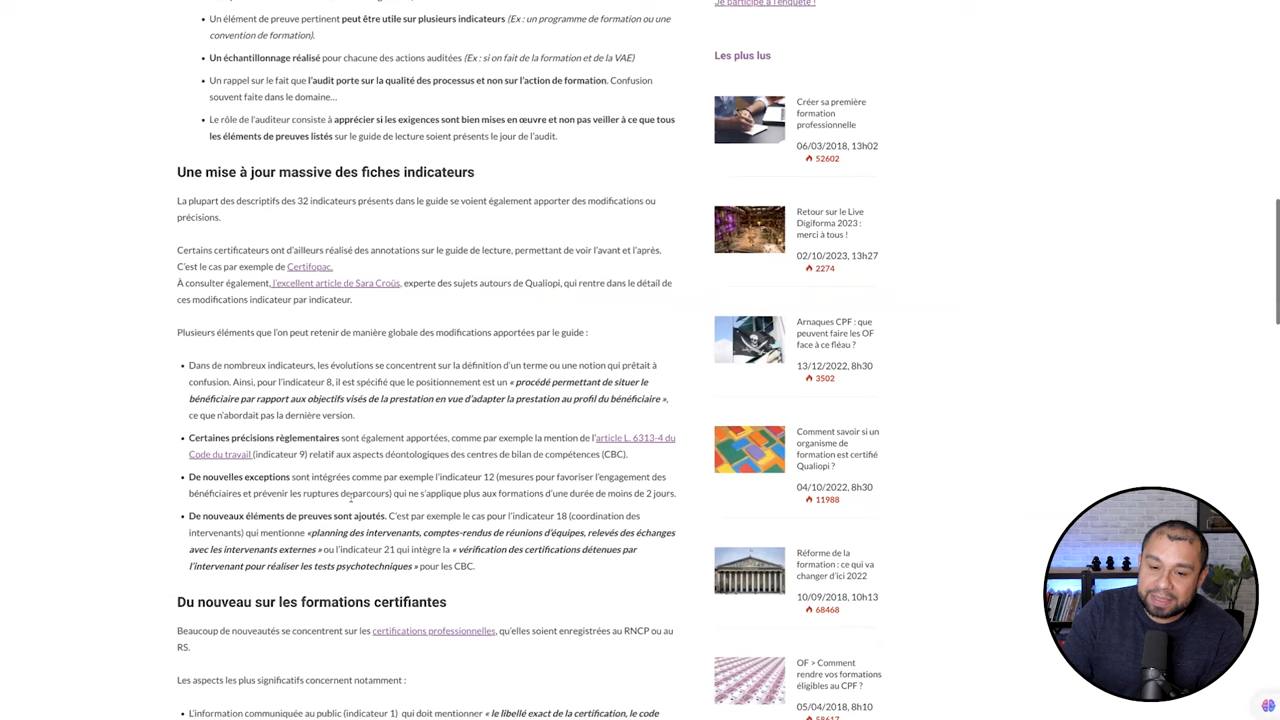 Un élément de preuve pertinent peut être utile sur plusieurs indicateurs (Ex : un programme de formation ou une
convention de formation).
Un échantillonnage réalisé pour chacune des actions auditées (Ex : si on fait de la formation et de la VAE)
Un rappel sur le fait que l'audit porte sur la qualité des processus et non sur l'action de formation. Confusion
souvent faite dans le domaine…
Le rôle de l'auditeur consiste à apprécier si les exigences sont bien mises en œuvre et non pas veiller à ce que tous
les éléments de preuves listés sur le guide de lecture soient présents le jour de l'audit.
Une mise à jour massive des fiches indicateurs
La plupart des descriptifs des 32 indicateurs présents dans le guide se voient également apporter des modifications ou
précisions.
Certains certificateurs ont d'ailleurs réalisé des annotations sur le guide de lecture, permettant de voir l'avant et l'après.
C'est le cas par exemple de Certifopac.
À consulter également, l'excellent article de Sara Croüs, experte des sujets autours de Qualiopi, qui rentre dans le détail de
ces modifications indicateur par indicateur.
Plusieurs éléments que l'on peut retenir de manière globale des modifications apportées par le guide :
Dans de nombreux indicateurs, les évolutions se concentrent sur la définition d'un terme ou une notion qui prêtait à
confusion. Ainsi, pour l'indicateur 8, il est spécifié que le positionnement est un « procédé permettant de situer le
bénéficiaire par rapport aux objectifs visés de la prestation en vue d'adapter la prestation au profil du bénéficiaire »,
ce que n'abordait pas la dernière version.
Certaines précisions règlementaires sont également apportées, comme par exemple la mention de l'article L. 6313-4 du
Code du travail (indicateur 9) relatif aux aspects déontologiques des centres de bilan de compétences (CBC).
De nouvelles exceptions sont intégrées comme par exemple l'indicateur 12 (mesures pour favoriser l'engagement des
bénéficiaires et prévenir les ruptures de parcours) qui ne s'applique plus aux formations d'une durée de moins de 2 jours.
De nouveaux éléments de preuves sont ajoutés. C'est par exemple le cas pour l'indicateur 18 (coordination des
intervenants) qui mentionne «planning des intervenants, comptes-rendus de réunions d'équipes, relevés des échanges
avec les intervenants externes » ou l'indicateur 21 qui intègre la « vérification des certifications détenues par
l'intervenant pour réaliser les tests psychotechniques » pour les CBC.
Du nouveau sur les formations certifiantes
Beaucoup de nouveautés se concentrent sur les certifications professionnelles, qu'elles soient enregistrées au RNCP ou au
RS.
Les aspects les plus significatifs concernent notamment :
L'information communiquée au public (indicateur 1) qui doit mentionner « le libellé exact de la certification, le code
Je participe à l'enquête !
Les plus lus
Créer sa première
formation
professionnelle
06/03/2018, 13h02
52602
Retour sur le Live
Digiforma 2023 :
merci à tous !
02/10/2023, 13h27
2274
Arnaques CPF : que
peuvent faire les OF
face à ce fléau ?
13/12/2022, 8h30
3502
Comment savoir si un
organisme de
formation est certifié
Qualiopi ?
04/10/2022, 8h30
11988
Réforme de la
formation : ce qui va
changer d'ici 2022
10/09/2018, 10h13
68468
OF > Comment
rendre vos formations
éligibles au CPF ?
05/04/2018, 8h10
58617